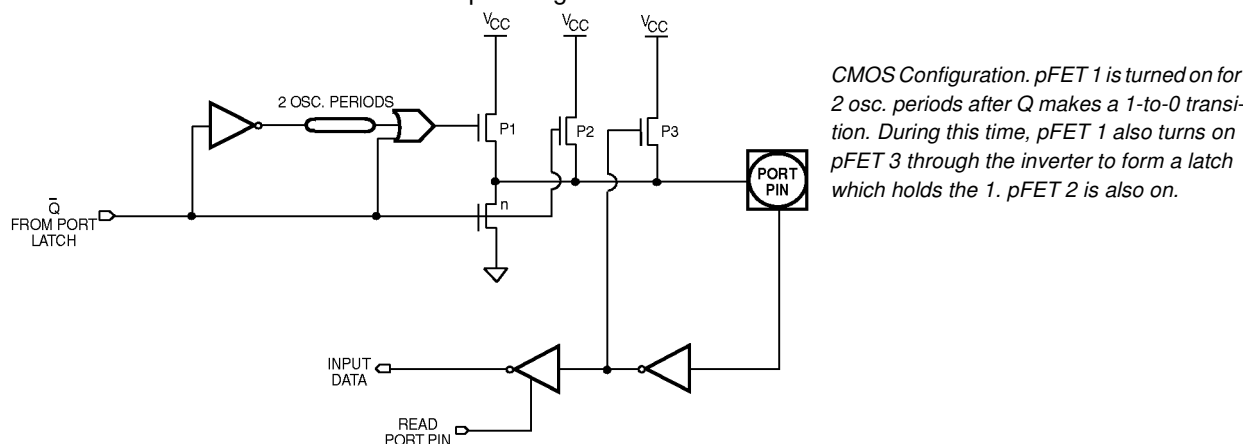 V_CC
V_CC
V_CC
2 OSC. PERIODS
P1
P2
P3
n
Q̅
FROM PORT
LATCH
PORT
PIN
INPUT
DATA
READ
PORT PIN
CMOS Configuration. pFET 1 is turned on for
2 osc. periods after Q makes a 1-to-0 transi-
tion. During this time, pFET 1 also turns on
pFET 3 through the inverter to form a latch
which holds the 1. pFET 2 is also on.